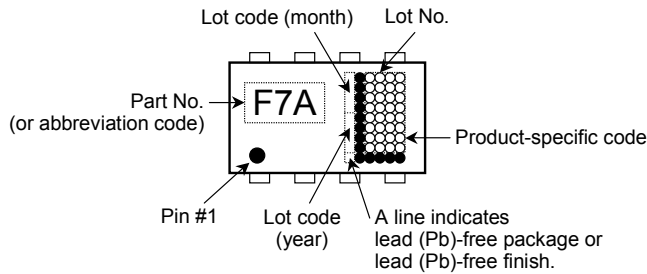 Lot code (month)
Lot No.
Part No.
(or abbreviation code)
F7A
Product-specific code
Pin #1
Lot code
(year)
A line indicates
lead (Pb)-free package or
lead (Pb)-free finish.